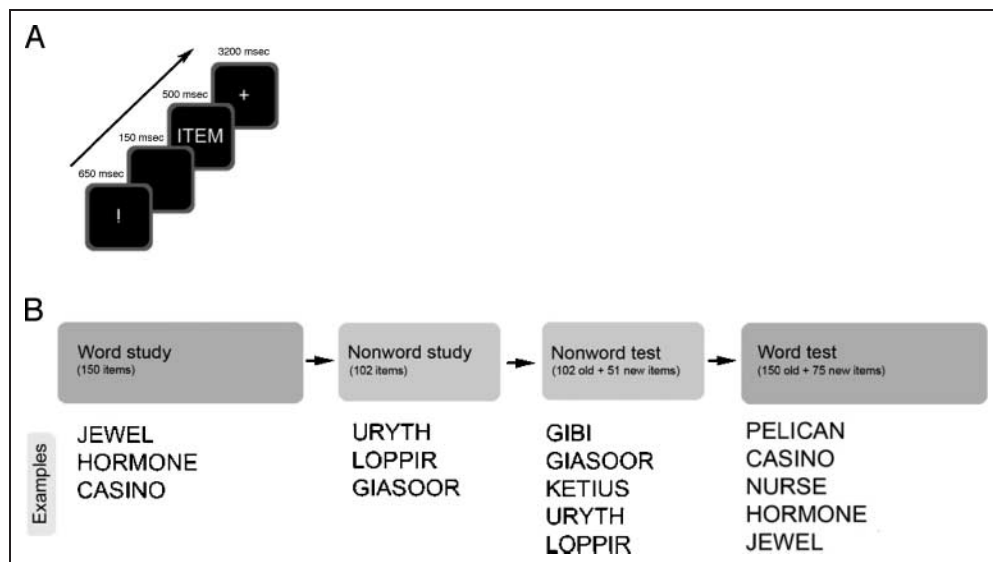 A
3200 msec
+
500 msec
ITEM
150 msec
650 msec
!
B
Word study
(150 items)
Nonword study
(102 items)
Nonword test
(102 old + 51 new items)
Word test
(150 old + 75 new items)
Examples
JEWEL
HORMONE
CASINO
URYTH
LOPPIR
GIASOOR
GIBI
GIASOOR
KETIUS
URYTH
LOPPIR
PELICAN
CASINO
NURSE
HORMONE
JEWEL